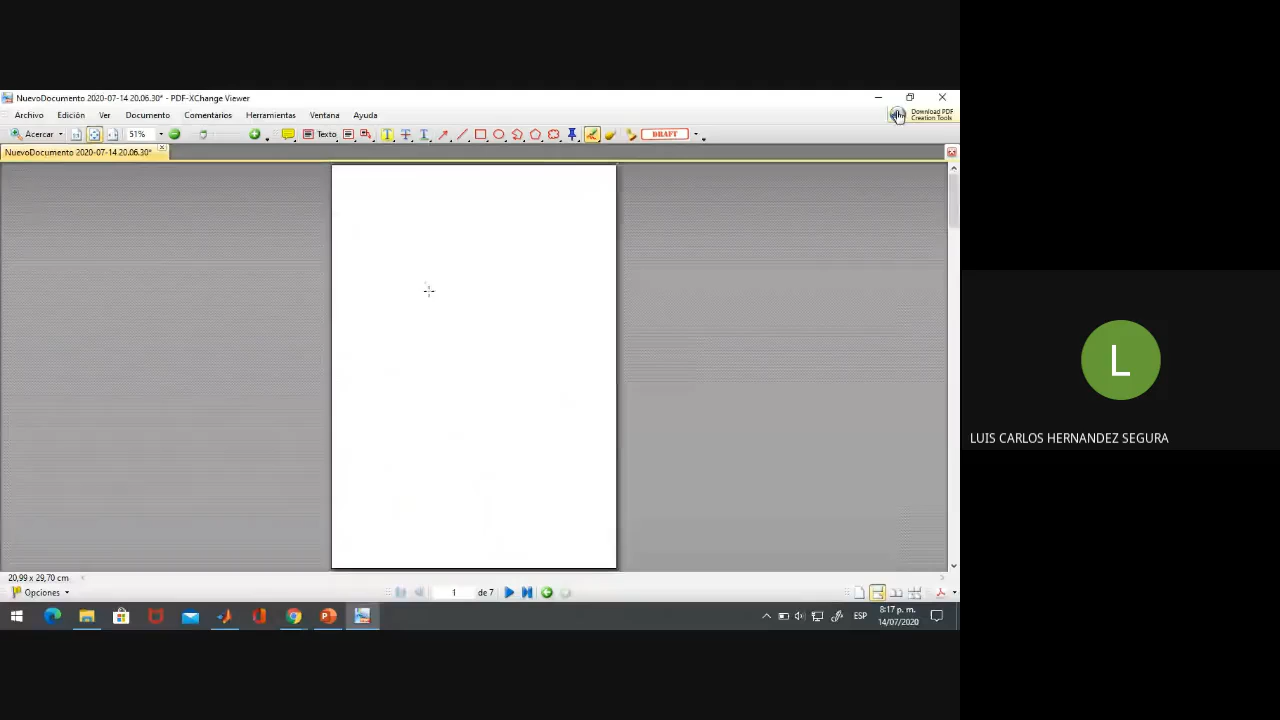 NuevoDocumento 2020-07-14 20.06.30* - PDF-XChange Viewer
Archivo Edición Ver Documento Comentarios Herramientas Ventana Ayuda
Download PDF
Creation Tools
Acercar 51% Texto DRAFT
NuevoDocumento 2020-07-14 20.06.30*
L
LUIS CARLOS HERNANDEZ SEGURA
20,99 x 29,70 cm
Opciones 1 de 7
ESP 8:17 p. m.
14/07/2020